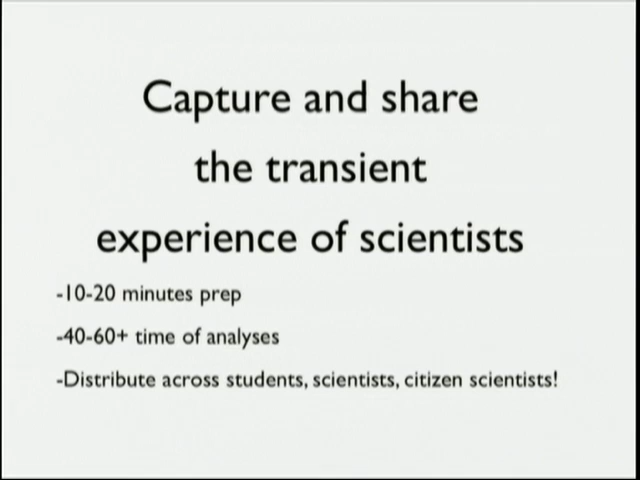 Capture and share
the transient
experience of scientists
-10-20 minutes prep
-40-60+ time of analyses
-Distribute across students, scientists, citizen scientists!